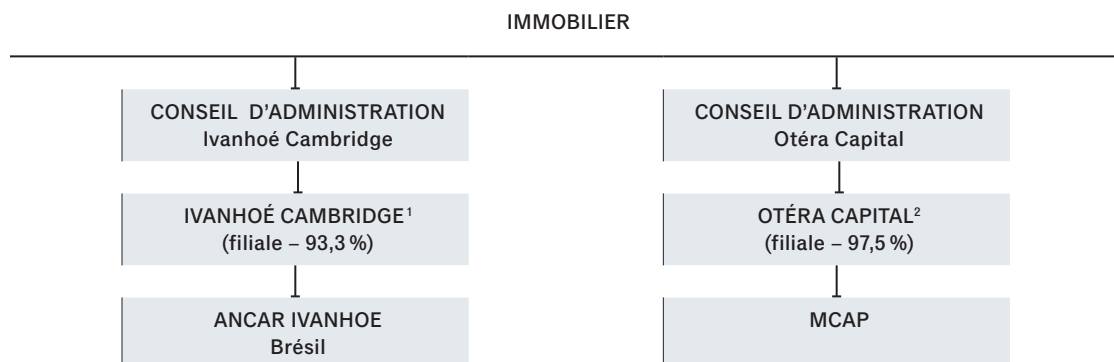 IMMOBILIER
CONSEIL D'ADMINISTRATION
Ivanhoé Cambridge
CONSEIL D'ADMINISTRATION
Otéra Capital
IVANHOÉ CAMBRIDGE¹
(filiale – 93,3 %)
OTÉRA CAPITAL²
(filiale – 97,5 %)
ANCAR IVANHOE
Brésil
MCAP